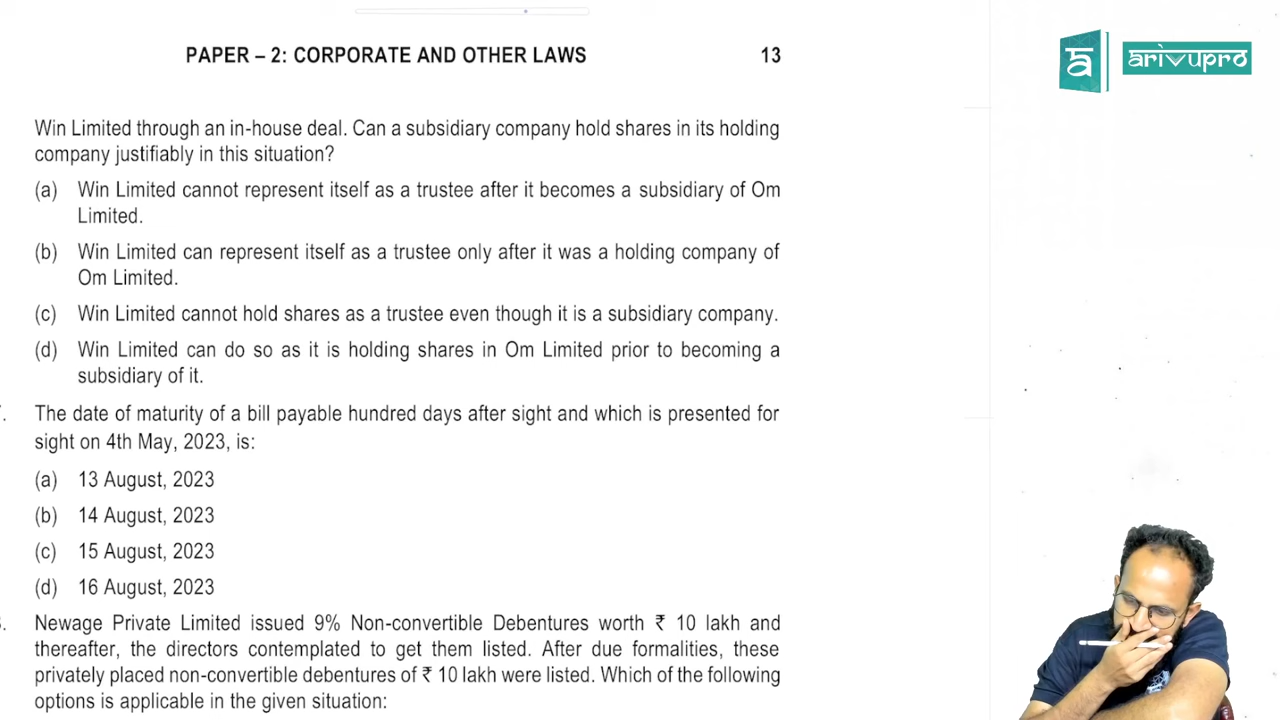 PAPER – 2: CORPORATE AND OTHER LAWS 13
ā arivupro
Win Limited through an in-house deal. Can a subsidiary company hold shares in its holding
company justifiably in this situation?
(a) Win Limited cannot represent itself as a trustee after it becomes a subsidiary of Om
Limited.
(b) Win Limited can represent itself as a trustee only after it was a holding company of
Om Limited.
(c) Win Limited cannot hold shares as a trustee even though it is a subsidiary company.
(d) Win Limited can do so as it is holding shares in Om Limited prior to becoming a
subsidiary of it.
The date of maturity of a bill payable hundred days after sight and which is presented for
sight on 4th May, 2023, is:
(a) 13 August, 2023
(b) 14 August, 2023
(c) 15 August, 2023
(d) 16 August, 2023
Newage Private Limited issued 9% Non-convertible Debentures worth ₹ 10 lakh and
thereafter, the directors contemplated to get them listed. After due formalities, these
privately placed non-convertible debentures of ₹ 10 lakh were listed. Which of the following
options is applicable in the given situation: